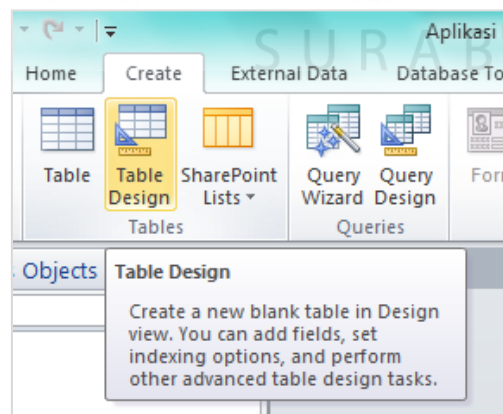 SURAB
Aplikasi
Home Create External Data Database To
Table Table Design SharePoint Lists Query Wizard Query Design For
Tables Queries
Objects
Table Design
Create a new blank table in Design
view. You can add fields, set
indexing options, and perform
other advanced table design tasks.